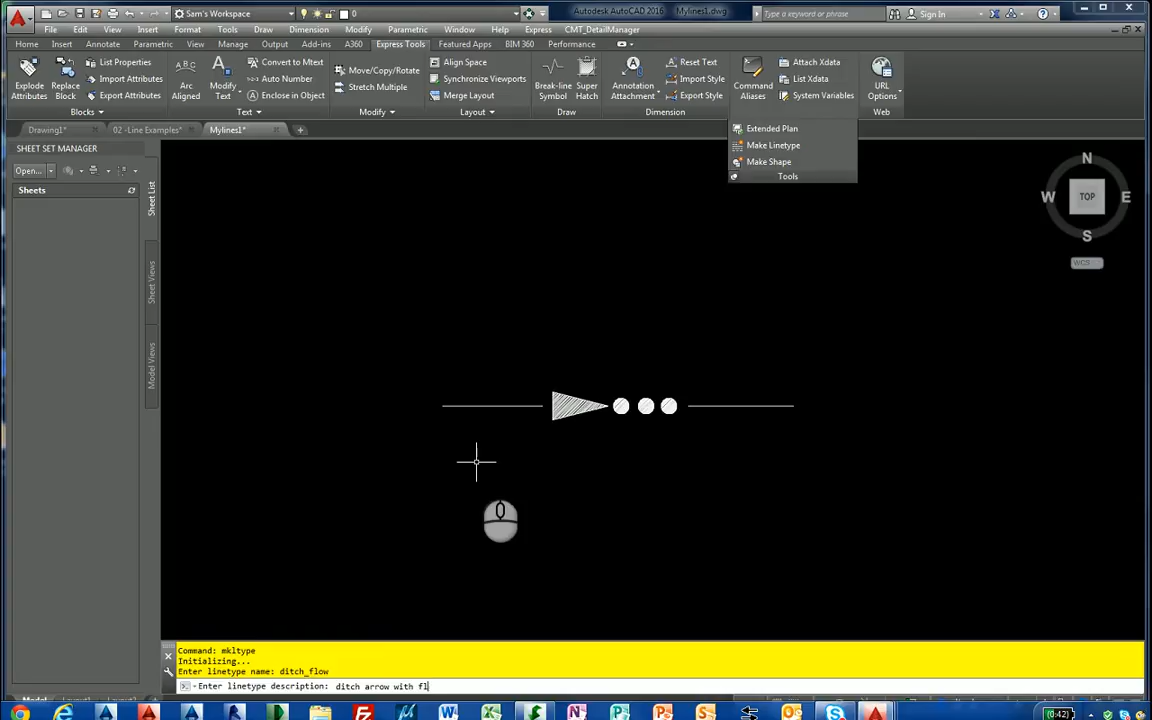 Sam's Workspace
0
Autodesk AutoCAD 2016 Mylines1.dwg
Type a keyword or phrase
Sign In
File Edit View Insert Format Tools Draw Dimension Modify Parametric Window Help Express CMT_DetailManager
Home Insert Annotate Parametric View Manage Output Add-ins A360 Express Tools Featured Apps BIM 360 Performance
Explode Attributes
Replace Block
List Properties
Import Attributes
Export Attributes
Blocks
ABC
Arc Aligned
A
Modify Text
Convert to Mtext
Auto Number
Enclose in Object
Text
Move/Copy/Rotate
Stretch Multiple
Modify
Align Space
Synchronize Viewports
Merge Layout
Layout
Break-line Symbol
Super Hatch
Draw
Annotation Attachment
Reset Text
Import Style
Export Style
Dimension
Command Aliases
Attach Xdata
List Xdata
System Variables
URL Options
Web
Extended Plan
Make Linetype
Make Shape
Tools
Drawing1*
02 -Line Examples*
Mylines1*
SHEET SET MANAGER
Open...
Sheets
Sheet List
Sheet Views
Model Views
N
W
TOP
E
S
WCS
Command: mkltype
Initializing...
Enter linetype name: ditch_flow
Enter linetype description: ditch arrow with fl
Model Layout1 Layout2
(0:42)